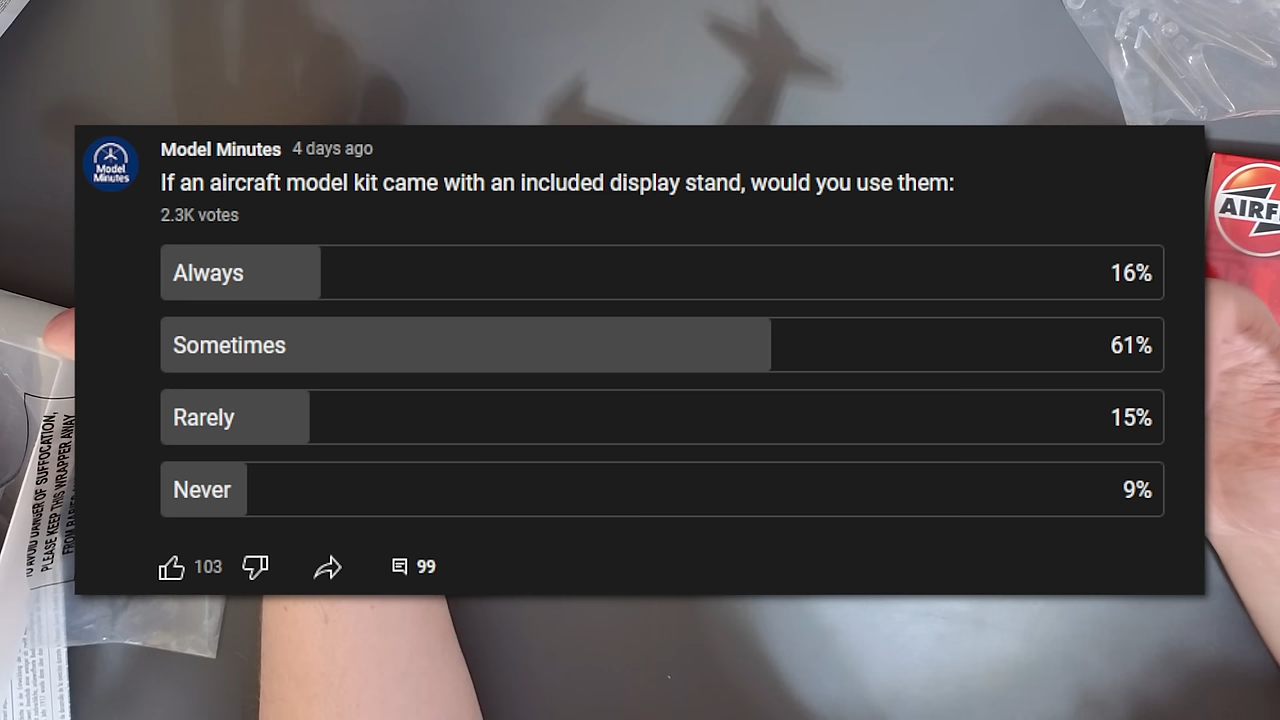 Model Minutes 4 days ago
Model
Minutes
If an aircraft model kit came with an included display stand, would you use them:
2.3K votes
Always 16%
Sometimes 61%
Rarely 15%
Never 9%
103 99
TO AVOID DANGER OF SUFFOCATION,
PLEASE KEEP THIS WRAPPER AWAY
FROM BABIES